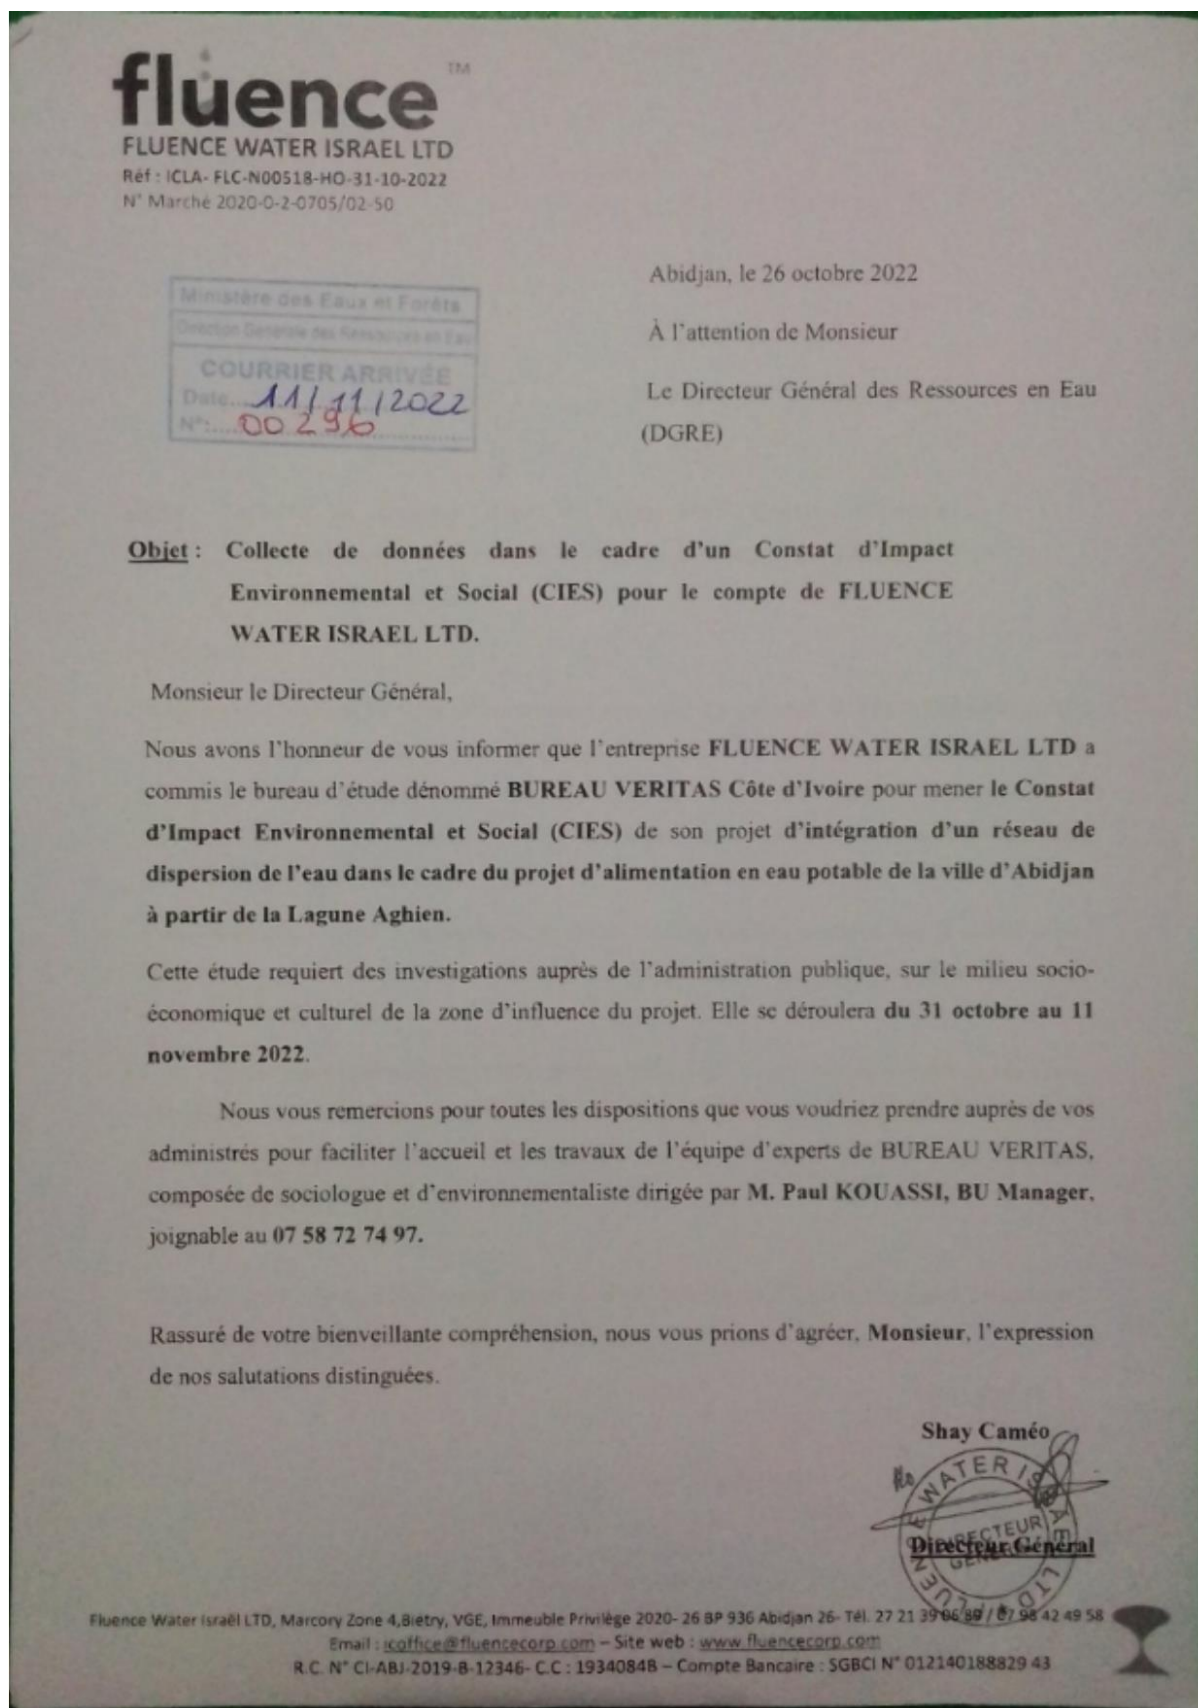 fluence™
FLUENCE WATER ISRAEL LTD
Réf : ICLA- FLC-N00518-HO-31-10-2022
N° Marché 2020-0-2-0705/02-50
Ministère des Eaux et Forêts
Direction Générale des Ressources en Eau
COURRIER ARRIVÉE
Date... 11/11/2022
N°:.... 00296
Abidjan, le 26 octobre 2022
À l'attention de Monsieur
Le Directeur Général des Ressources en Eau
(DGRE)
Objet : Collecte de données dans le cadre d'un Constat d'Impact
Environnemental et Social (CIES) pour le compte de FLUENCE
WATER ISRAEL LTD.
Monsieur le Directeur Général,
Nous avons l'honneur de vous informer que l'entreprise FLUENCE WATER ISRAEL LTD a
commis le bureau d'étude dénommé BUREAU VERITAS Côte d'Ivoire pour mener le Constat
d'Impact Environnemental et Social (CIES) de son projet d'intégration d'un réseau de
dispersion de l'eau dans le cadre du projet d'alimentation en eau potable de la ville d'Abidjan
à partir de la Lagune Aghien.
Cette étude requiert des investigations auprès de l'administration publique, sur le milieu socio-
économique et culturel de la zone d'influence du projet. Elle se déroulera du 31 octobre au 11
novembre 2022.
Nous vous remercions pour toutes les dispositions que vous voudriez prendre auprès de vos
administrés pour faciliter l'accueil et les travaux de l'équipe d'experts de BUREAU VERITAS,
composée de sociologue et d'environnementaliste dirigée par M. Paul KOUASSI, BU Manager,
joignable au 07 58 72 74 97.
Rassuré de votre bienveillante compréhension, nous vous prions d'agréer, Monsieur, l'expression
de nos salutations distinguées.
Shay Caméo
FLUENCE WATER ISRAEL LTD
DIRECTEUR
GENERAL
Directeur Général
Fluence Water Israël LTD, Marcory Zone 4,Bietry, VGE, Immeuble Privilège 2020- 26 BP 936 Abidjan 26- Tél. 27 21 39 06 89 / 07 98 42 49 58
Email : icoffice@fluencecorp.com – Site web : www.fluencecorp.com
R.C. N° CI-ABJ-2019-B-12346- C.C : 1934084B – Compte Bancaire : SGBCI N° 012140188829 43